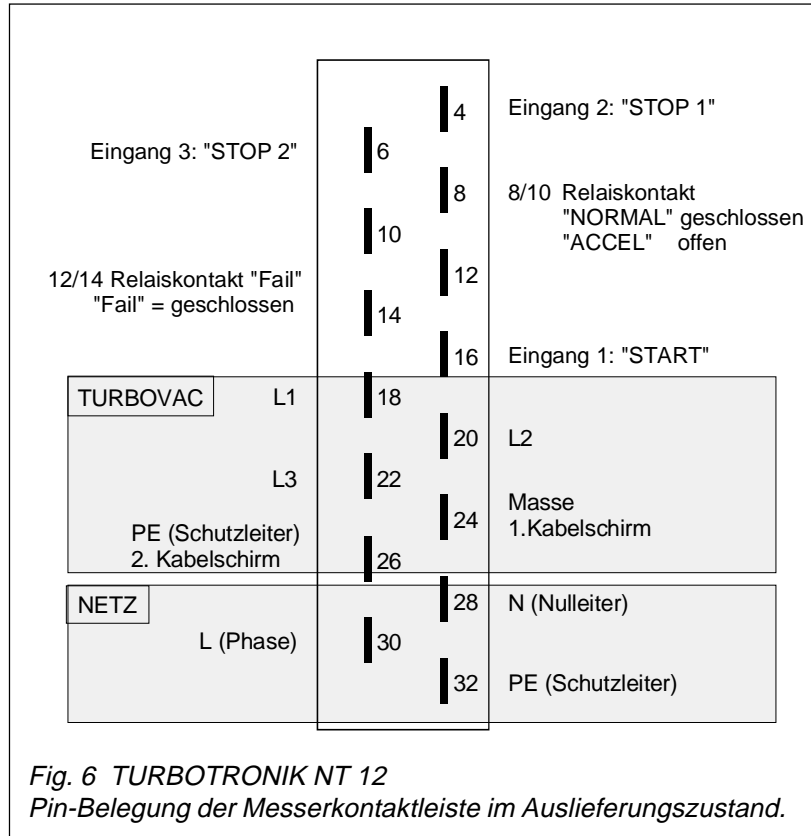 4 Eingang 2: "STOP 1"
Eingang 3: "STOP 2" 6
8 8/10 Relaiskontakt
"NORMAL" geschlossen
10
"ACCEL" offen
12/14 Relaiskontakt "Fail" 12
"Fail" = geschlossen
14
16 Eingang 1: "START"
TURBOVAC L1 18
20 L2
L3 22
Masse
24
1.Kabelschirm
PE (Schutzleiter)
2. Kabelschirm 26
NETZ 28 N (Nulleiter)
L (Phase) 30
32 PE (Schutzleiter)
Fig. 6 TURBOTRONIK NT 12
Pin-Belegung der Messerkontaktleiste im Auslieferungszustand.